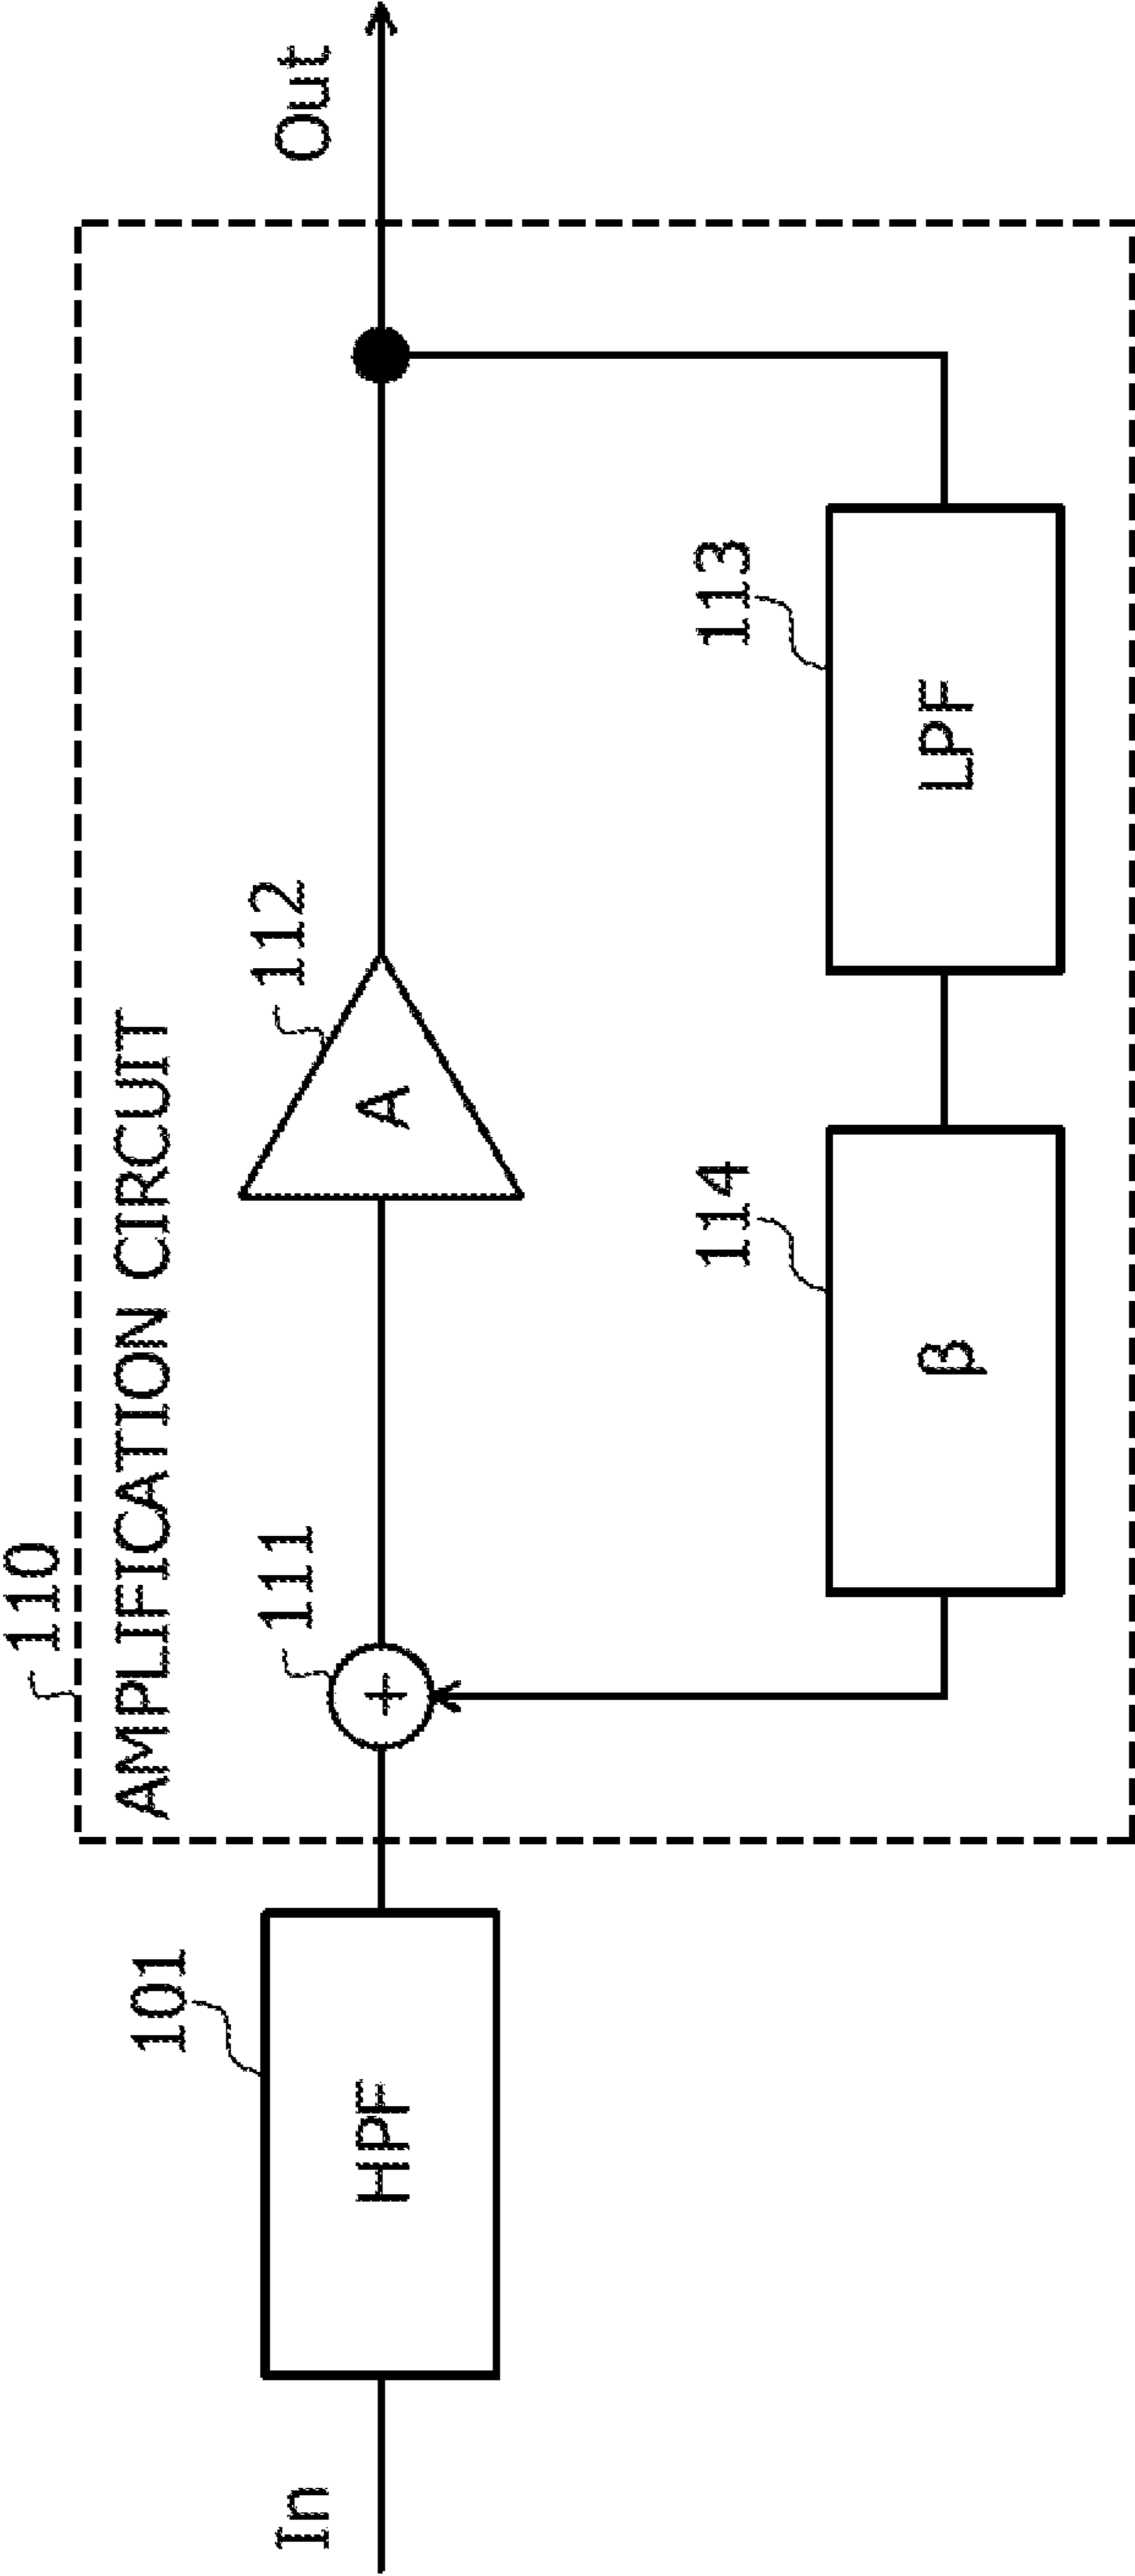 110
AMPLIFICATION CIRCUIT
In
101
HPF
111
+
112
A
Out
114
β
113
LPF